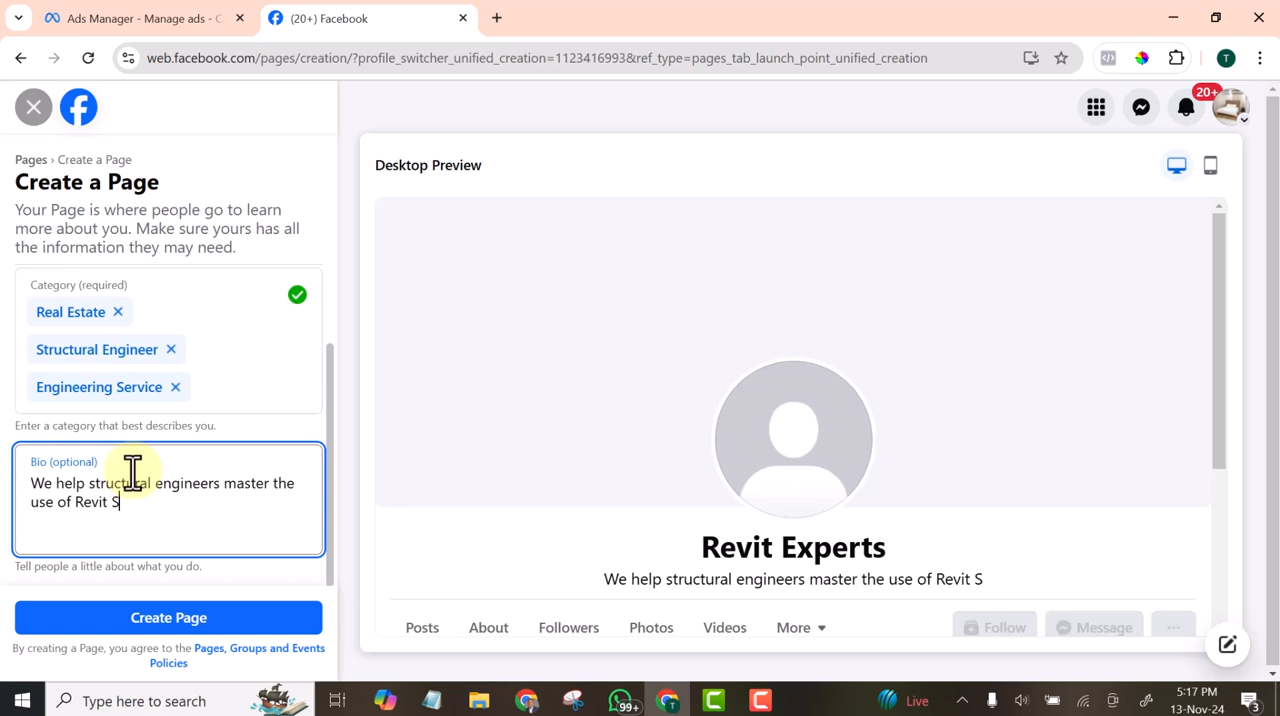 Ads Manager - Manage ads - C
(20+) Facebook
web.facebook.com/pages/creation/?profile_switcher_unified_creation=1123416993&ref_type=pages_tab_launch_point_unified_creation
T
20+
Pages › Create a Page
Create a Page
Your Page is where people go to learn
more about you. Make sure yours has all
the information they may need.
Category (required)
Real Estate
Structural Engineer
Engineering Service
Enter a category that best describes you.
Bio (optional)
We help structural engineers master the
use of Revit S
Tell people a little about what you do.
Create Page
By creating a Page, you agree to the Pages, Groups and Events
Policies
Desktop Preview
Revit Experts
We help structural engineers master the use of Revit S
Posts About Followers Photos Videos More Follow Message ...
Type here to search
99+
T
Live
5:17 PM
13-Nov-24
3